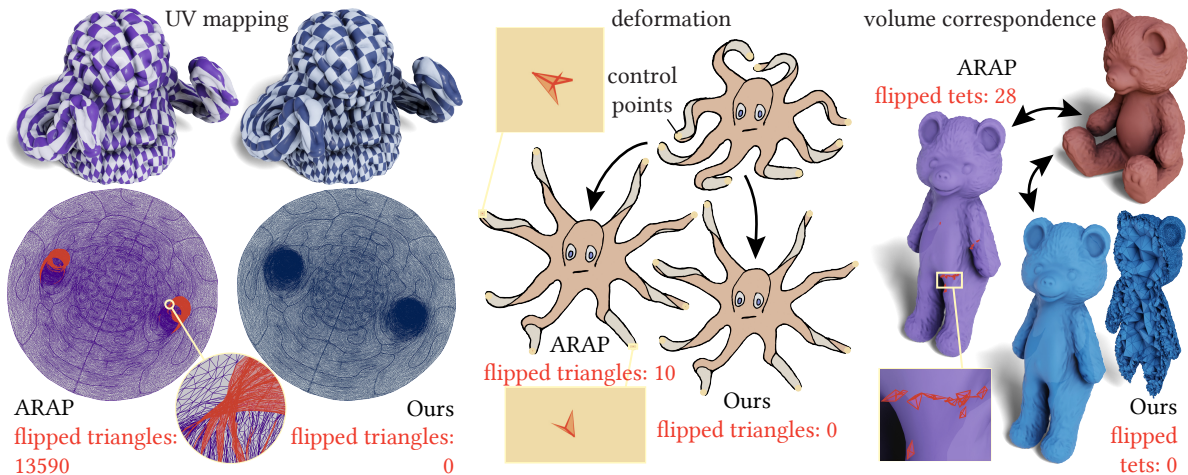 UV mapping
ARAP
flipped triangles:
13590
Ours
flipped triangles:
0
deformation
control
points
ARAP
flipped triangles: 10
Ours
flipped triangles: 0
volume correspondence
ARAP
flipped tets: 28
Ours
flipped
tets: 0